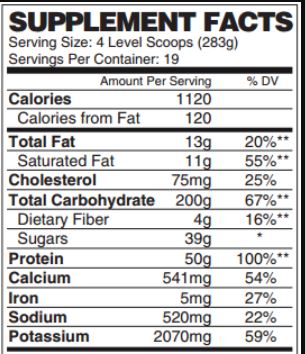 SUPPLEMENT FACTS
Serving Size: 4 Level Scoops (283g)
Servings Per Container: 19
Amount Per Serving % DV
Calories 1120
Calories from Fat 120
Total Fat 13g 20%**
Saturated Fat 11g 55%**
Cholesterol 75mg 25%
Total Carbohydrate 200g 67%**
Dietary Fiber 4g 16%**
Sugars 39g *
Protein 50g 100%**
Calcium 541mg 54%
Iron 5mg 27%
Sodium 520mg 22%
Potassium 2070mg 59%